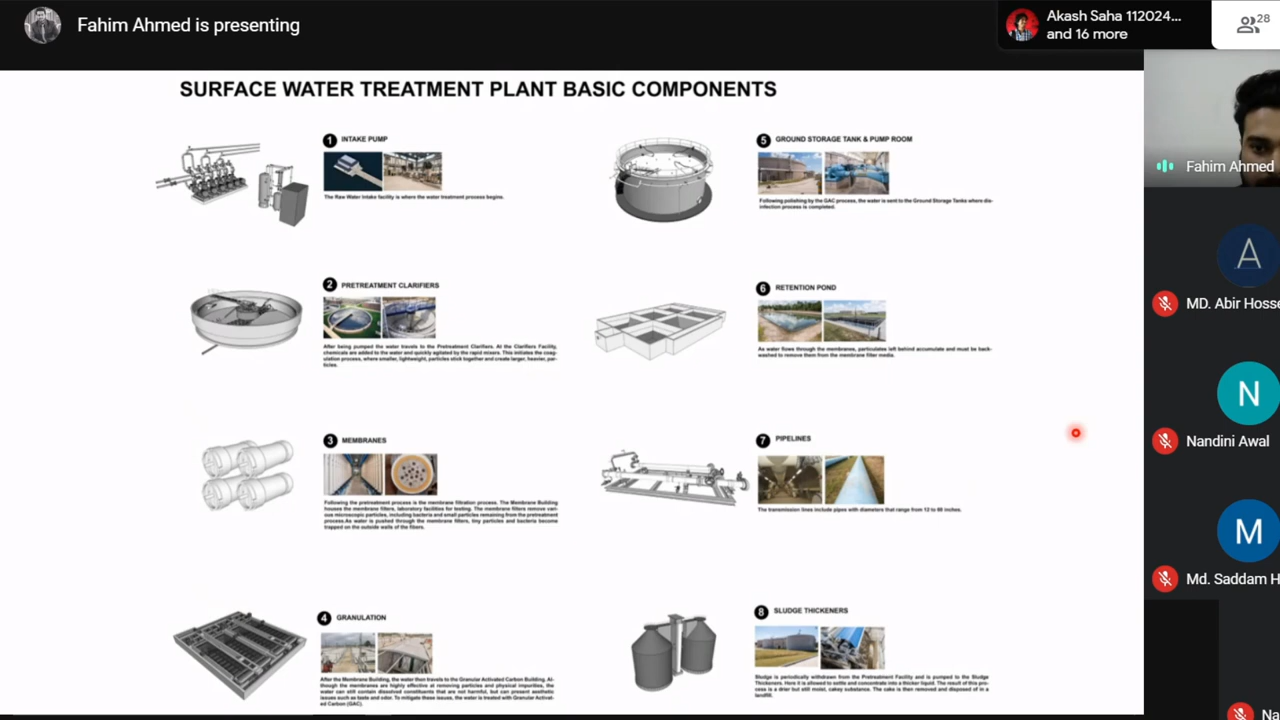 Fahim Ahmed is presenting
Akash Saha 112024...
and 16 more
28
SURFACE WATER TREATMENT PLANT BASIC COMPONENTS
1 INTAKE PUMP
The Raw Water Intake facility is where the water treatment process begins.
2 PRETREATMENT CLARIFIERS
After being pumped the water travels to the Pretreatment Clarifiers. At the Clarifiers Facility,
chemicals are added to the water and quickly agitated by the rapid mixers. This initiates the coag-
ulation process, where smaller, lightweight, particles stick together and create larger, heavier, par-
ticles.
3 MEMBRANES
Following the pretreatment process is the membrane filtration process. The Membrane Building
houses the membrane filters, laboratory facilities for testing. The membrane filters remove vari-
ous microscopic particles, including bacteria and small particles remaining from the pretreatment
process.As water is pushed through the membrane filters, tiny particles and bacteria become
trapped on the outside walls of the fibers.
4 GRANULATION
After the Membrane Building, the water then travels to the Granular Activated Carbon Building. Al-
though the membranes are highly effective at removing particles and physical impurities, the
water can still contain dissolved constituents that are not harmful, but can present aesthetic
issues such as taste and odor. To mitigate these issues, the water is treated with Granular Activat-
ed Carbon (GAC).
5 GROUND STORAGE TANK & PUMP ROOM
Following polishing by the GAC process, the water is sent to the Ground Storage Tanks where dis-
infection process is completed.
6 RETENTION POND
As water flows through the membranes, particulates left behind accumulate and must be back-
washed to remove them from the membrane filter media.
7 PIPELINES
The transmission lines include pipes with diameters that range from 12 to 60 inches.
8 SLUDGE THICKENERS
Sludge is periodically withdrawn from the Pretreatment Facility and is pumped to the Sludge
Thickeners. Here it is allowed to settle and concentrate into a thicker liquid. The result of this pro-
cess is a drier but still moist, cakey substance. The cake is then removed and disposed of in a
landfill.
Fahim Ahmed
A
MD. Abir Hosse
N
Nandini Awal
M
Md. Saddam H
Na